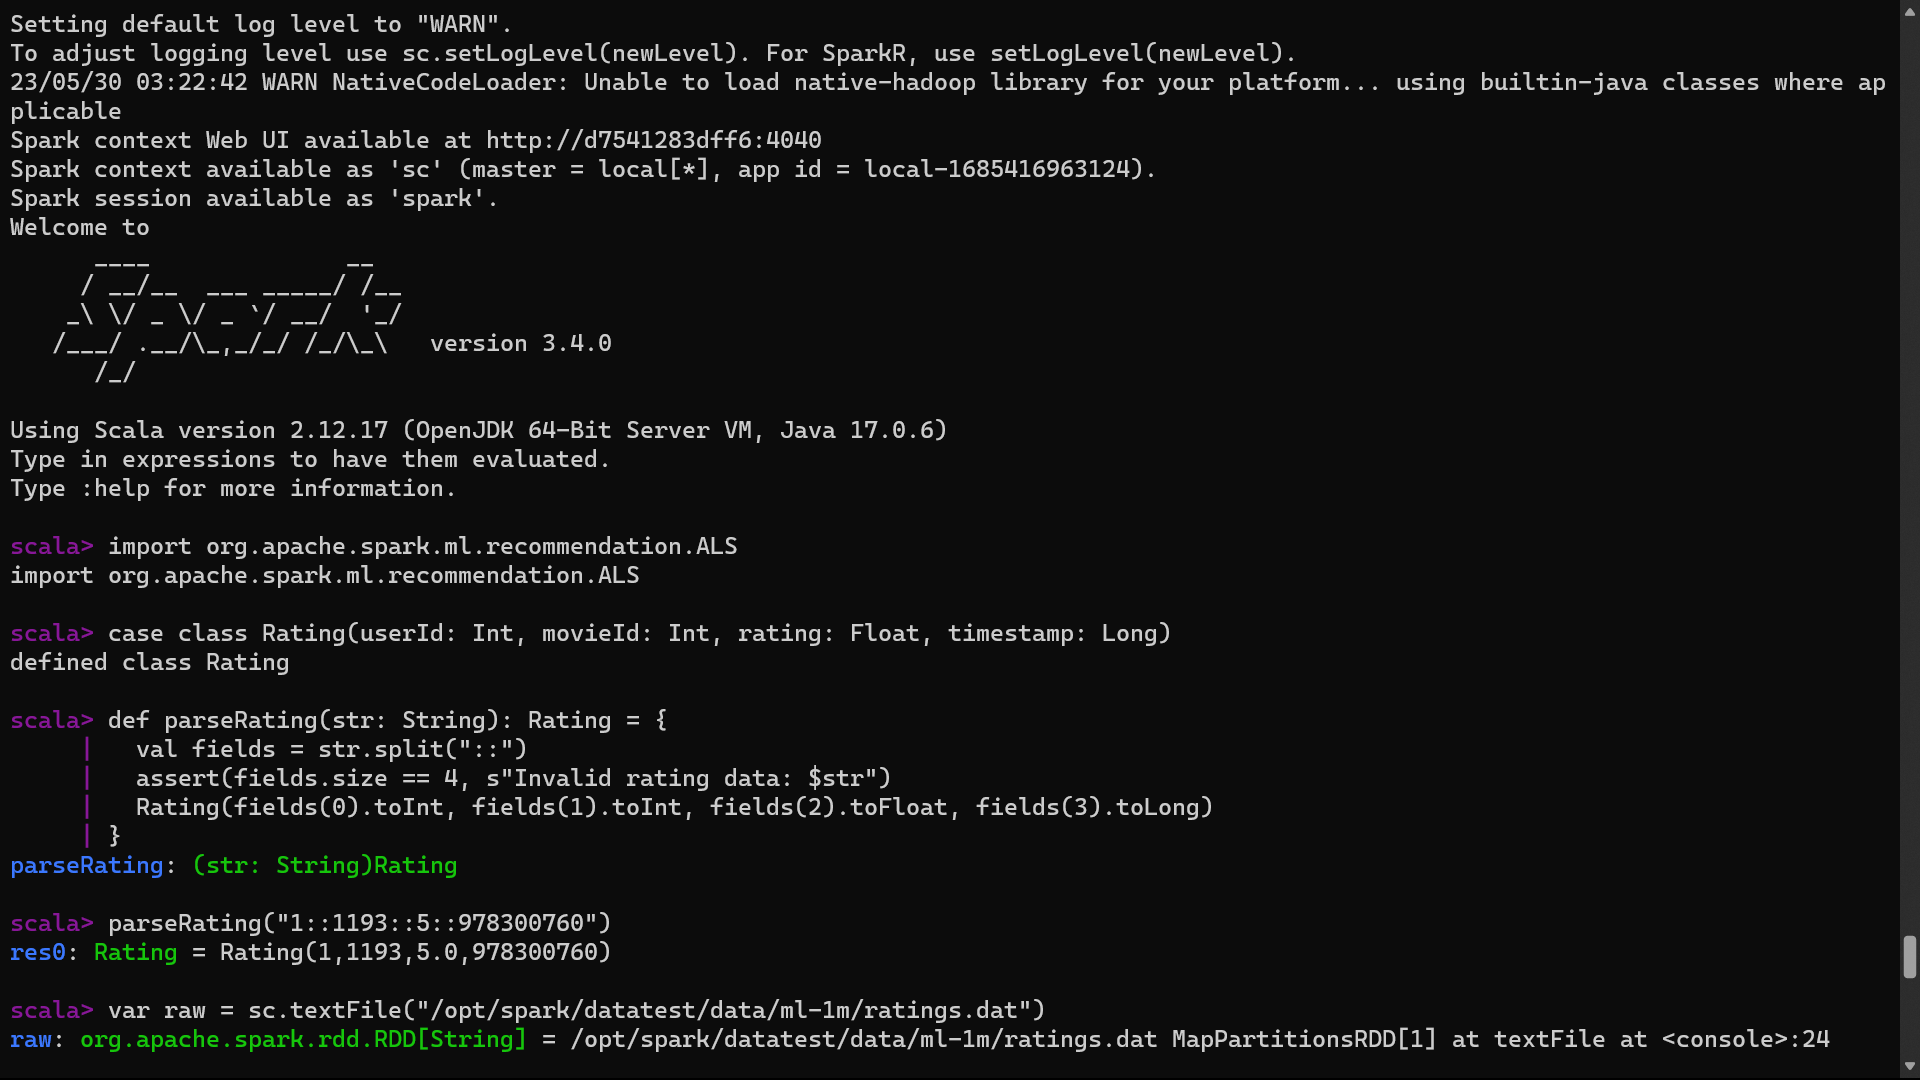 Setting default log level to "WARN".
To adjust logging level use sc.setLogLevel(newLevel). For SparkR, use setLogLevel(newLevel).
23/05/30 03:22:42 WARN NativeCodeLoader: Unable to load native-hadoop library for your platform... using builtin-java classes where ap
plicable
Spark context Web UI available at http://d7541283dff6:4040
Spark context available as 'sc' (master = local[*], app id = local-1685416963124).
Spark session available as 'spark'.
Welcome to
      ____              __
     / __/__  ___ _____/ /__
    _\ \/ _ \/ _ `/ __/  '_/
   /___/ .__/\_,_/_/ /_/\_\   version 3.4.0
      /_/

Using Scala version 2.12.17 (OpenJDK 64-Bit Server VM, Java 17.0.6)
Type in expressions to have them evaluated.
Type :help for more information.

scala> import org.apache.spark.ml.recommendation.ALS
import org.apache.spark.ml.recommendation.ALS

scala> case class Rating(userId: Int, movieId: Int, rating: Float, timestamp: Long)
defined class Rating

scala> def parseRating(str: String): Rating = {
     |   val fields = str.split("::")
     |   assert(fields.size == 4, s"Invalid rating data: $str")
     |   Rating(fields(0).toInt, fields(1).toInt, fields(2).toFloat, fields(3).toLong)
     | }
parseRating: (str: String)Rating

scala> parseRating("1::1193::5::978300760")
res0: Rating = Rating(1,1193,5.0,978300760)

scala> var raw = sc.textFile("/opt/spark/datatest/data/ml-1m/ratings.dat")
raw: org.apache.spark.rdd.RDD[String] = /opt/spark/datatest/data/ml-1m/ratings.dat MapPartitionsRDD[1] at textFile at <console>:24